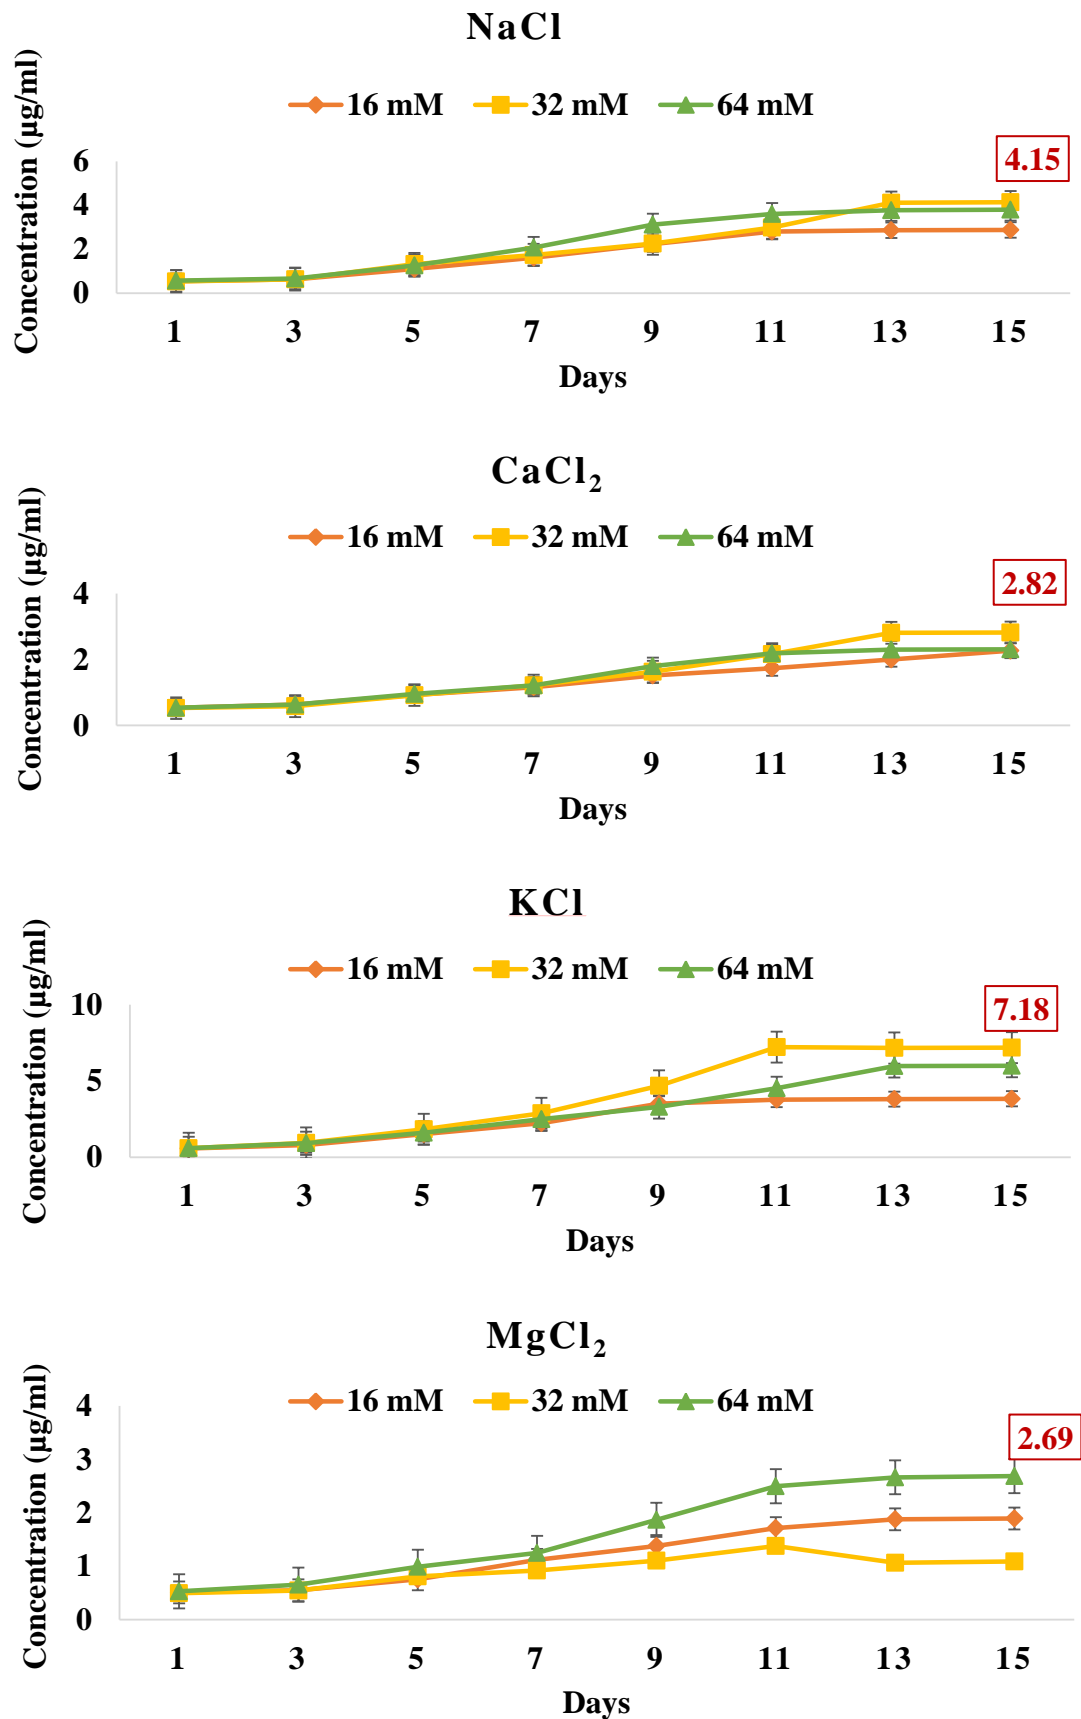 NaCl
16 mM 32 mM 64 mM
4.15
Concentration (µg/ml)
6
4
2
0
1 3 5 7 9 11 13 15
Days
CaCl₂
16 mM 32 mM 64 mM
2.82
Concentration (µg/ml)
4
2
0
1 3 5 7 9 11 13 15
Days
KCl
16 mM 32 mM 64 mM
7.18
Concentration (µg/ml)
10
5
0
1 3 5 7 9 11 13 15
Days
MgCl₂
16 mM 32 mM 64 mM
2.69
Concentration (µg/ml)
4
3
2
1
0
1 3 5 7 9 11 13 15
Days